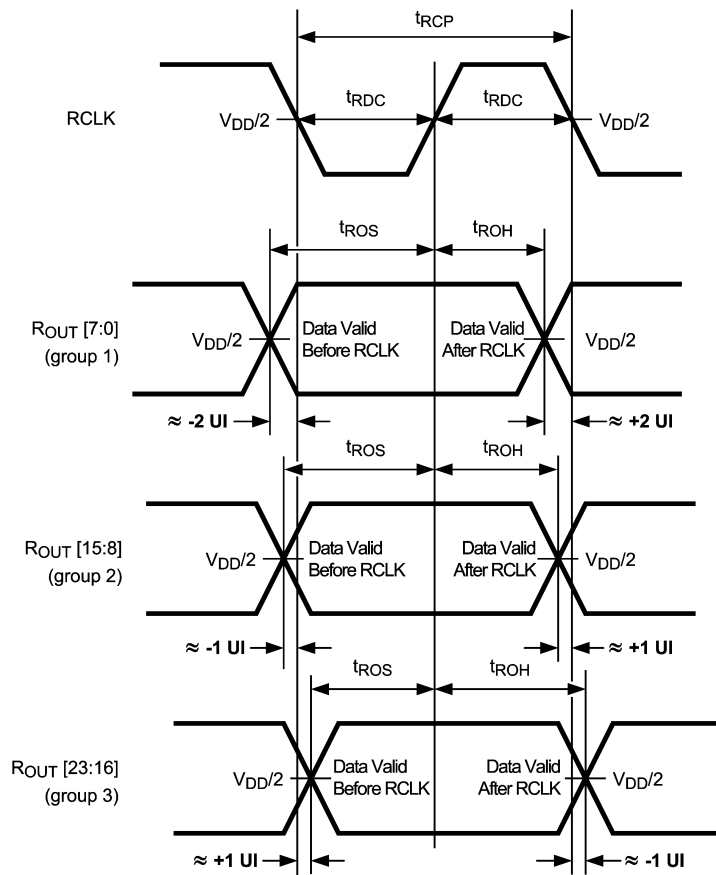 tRCP
RCLK
VDD/2
tRDC
tRDC
VDD/2
tROS
tROH
ROUT [7:0]
(group 1)
VDD/2
Data Valid
Before RCLK
Data Valid
After RCLK
VDD/2
≈ -2 UI
≈ +2 UI
tROS
tROH
ROUT [15:8]
(group 2)
VDD/2
Data Valid
Before RCLK
Data Valid
After RCLK
VDD/2
≈ -1 UI
≈ +1 UI
tROS
tROH
ROUT [23:16]
(group 3)
VDD/2
Data Valid
Before RCLK
Data Valid
After RCLK
VDD/2
≈ +1 UI
≈ -1 UI